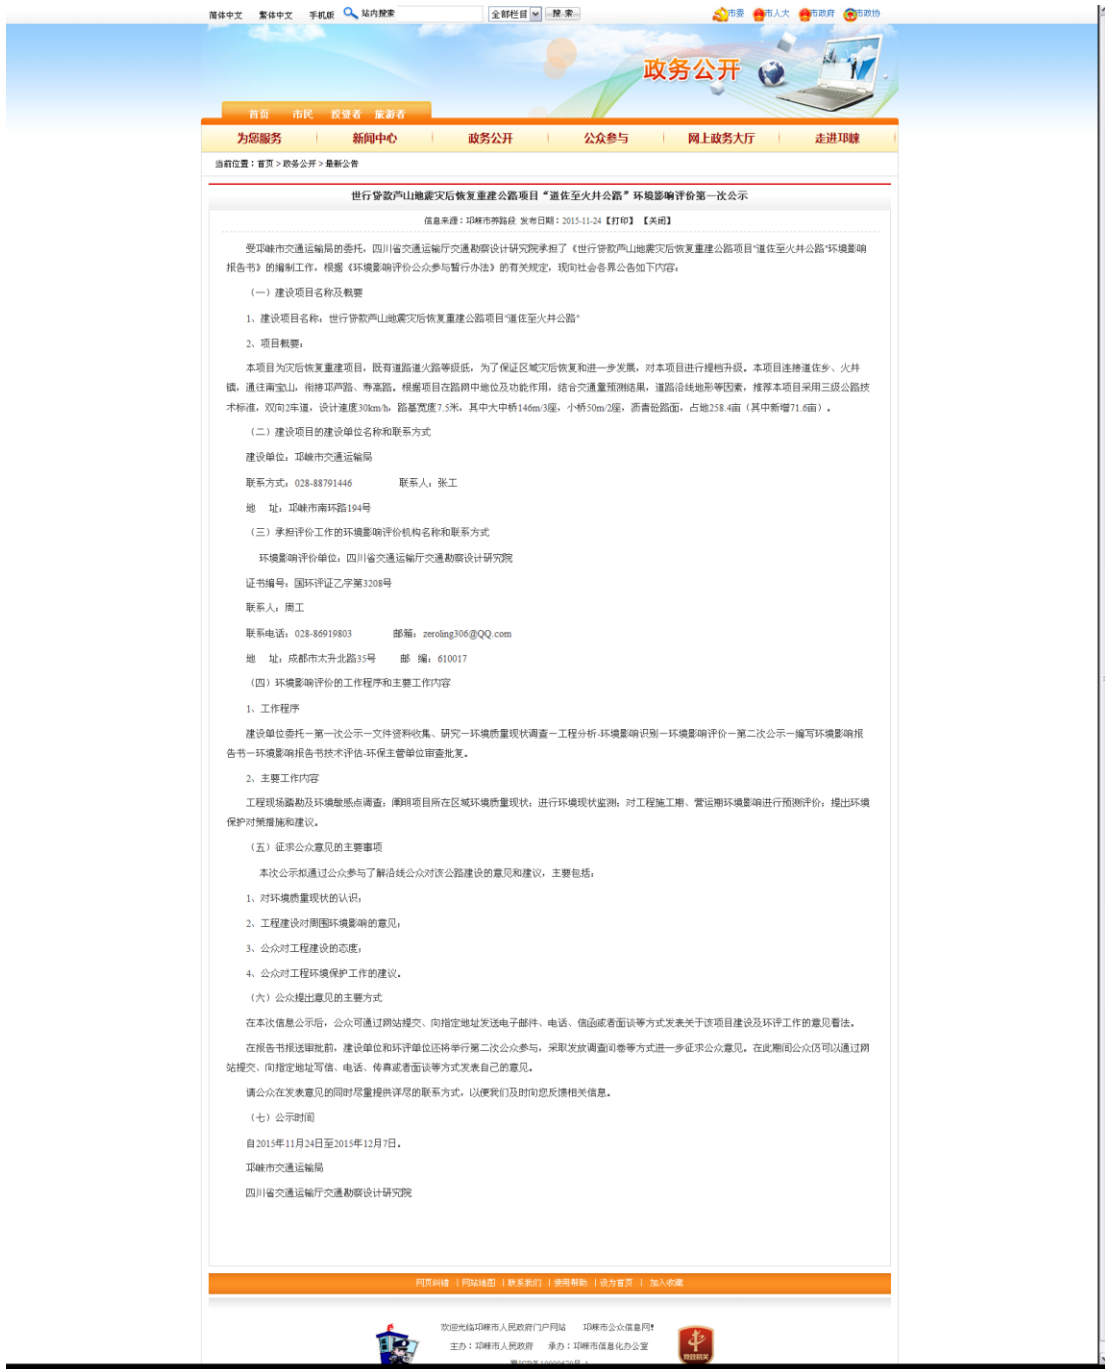 简体中文 繁体中文 手机版 站内搜索 全部栏目 搜 索 市委 市人大 市政府 市政协
政务公开
首页 市民 投资者 旅游者
为您服务 新闻中心 政务公开 公众参与 网上政务大厅 走进邛崃
当前位置：首页 > 政务公开 > 最新公告
世行贷款芦山地震灾后恢复重建公路项目“道佐至火井公路”环境影响评价第一次公示
信息来源：邛崃市养路段 发布日期：2015-11-24【打印】【关闭】
受邛崃市交通运输局的委托，四川省交通运输厅交通勘察设计研究院承担了《世行贷款芦山地震灾后恢复重建公路项目"道佐至火井公路"环境影响
报告书》的编制工作，根据《环境影响评价公众参与暂行办法》的有关规定，现向社会各界公告如下内容：
（一）建设项目名称及概要
1、建设项目名称：世行贷款芦山地震灾后恢复重建公路项目"道佐至火井公路"
2、项目概要：
本项目为灾后恢复重建项目，既有道路道火路等级低，为了保证区域灾后恢复和进一步发展，对本项目进行提档升级。本项目连接道佐乡、火井
镇，通往南宝山，衔接邛芦路、寿高路。根据项目在路网中地位及功能作用，结合交通量预测结果，道路沿线地形等因素，推荐本项目采用三级公路技
术标准，双向2车道，设计速度30km/h，路基宽度7.5米，其中大中桥146m/3座，小桥50m/2座，沥青砼路面，占地258.4亩（其中新增71.6亩）。
（二）建设项目的建设单位名称和联系方式
建设单位：邛崃市交通运输局
联系方式：028-88791446 联系人：张工
地 址：邛崃市南环路194号
（三）承担评价工作的环境影响评价机构名称和联系方式
环境影响评价单位：四川省交通运输厅交通勘察设计研究院
证书编号：国环评证乙字第3208号
联系人：周工
联系电话：028-86919803 邮箱：zeroling306@QQ.com
地 址：成都市太升北路35号 邮 编：610017
（四）环境影响评价的工作程序和主要工作内容
1、工作程序
建设单位委托－第一次公示－文件资料收集、研究－环境质量现状调查－工程分析-环境影响识别－环境影响评价－第二次公示－编写环境影响报
告书－环境影响报告书技术评估-环保主管单位审查批复。
2、主要工作内容
工程现场踏勘及环境敏感点调查；阐明项目所在区域环境质量现状；进行环境现状监测；对工程施工期、营运期环境影响进行预测评价；提出环境
保护对策措施和建议。
（五）征求公众意见的主要事项
本次公示拟通过公众参与了解沿线公众对该公路建设的意见和建议，主要包括：
1、对环境质量现状的认识；
2、工程建设对周围环境影响的意见；
3、公众对工程建设的态度；
4、公众对工程环境保护工作的建议。
（六）公众提出意见的主要方式
在本次信息公示后，公众可通过网站提交、向指定地址发送电子邮件、电话、信函或者面谈等方式发表关于该项目建设及环评工作的意见看法。
在报告书报送审批前，建设单位和环评单位还将举行第二次公众参与，采取发放调查问卷等方式进一步征求公众意见。在此期间公众仍可以通过网
站提交、向指定地址写信、电话、传真或者面谈等方式发表自己的意见。
请公众在发表意见的同时尽量提供详尽的联系方式，以便我们及时向您反馈相关信息。
（七）公示时间
自2015年11月24日至2015年12月7日。
邛崃市交通运输局
四川省交通运输厅交通勘察设计研究院
网页纠错 | 网站地图 | 联系我们 | 使用帮助 | 设为首页 | 加入收藏
欢迎光临邛崃市人民政府门户网站 邛崃市公众信息网！
主办：邛崃市人民政府 承办：邛崃市信息化办公室
党政机关